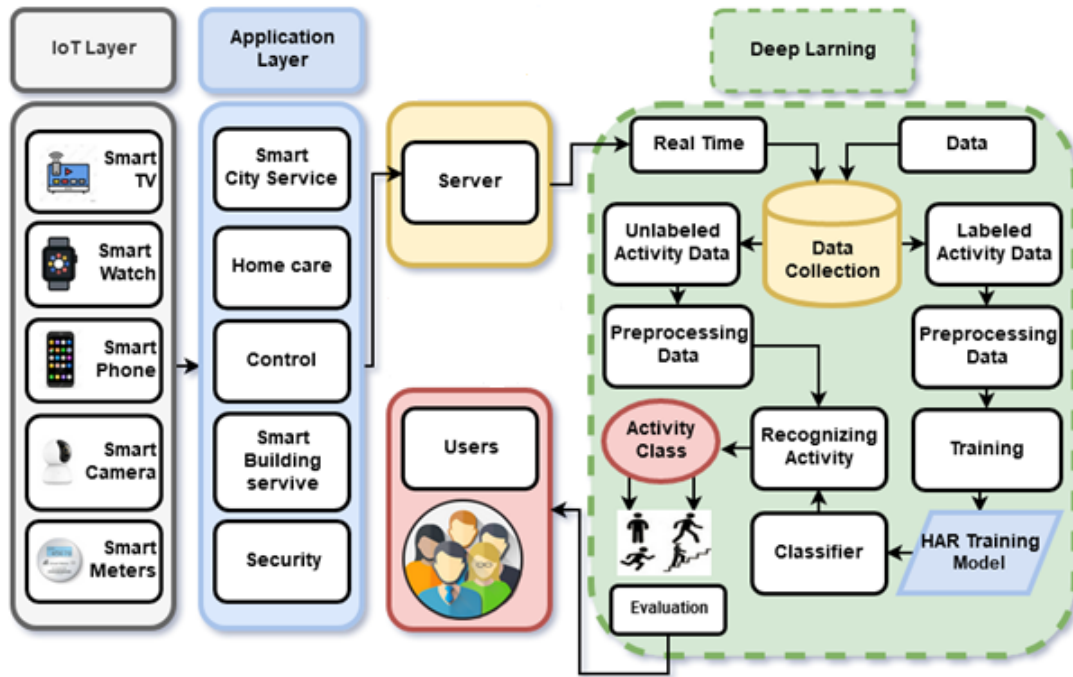 IoT Layer
Application
Layer
Deep Larning
Smart
TV
Smart
Watch
Smart
Phone
Smart
Camera
Smart
Meters
Smart
City Service
Home care
Control
Smart
Building
servive
Security
Server
Users
Real Time
Data
Data
Collection
Unlabeled
Activity Data
Labeled
Activity Data
Preprocessing
Data
Preprocessing
Data
Activity
Class
Recognizing
Activity
Training
Classifier
HAR Training
Model
Evaluation